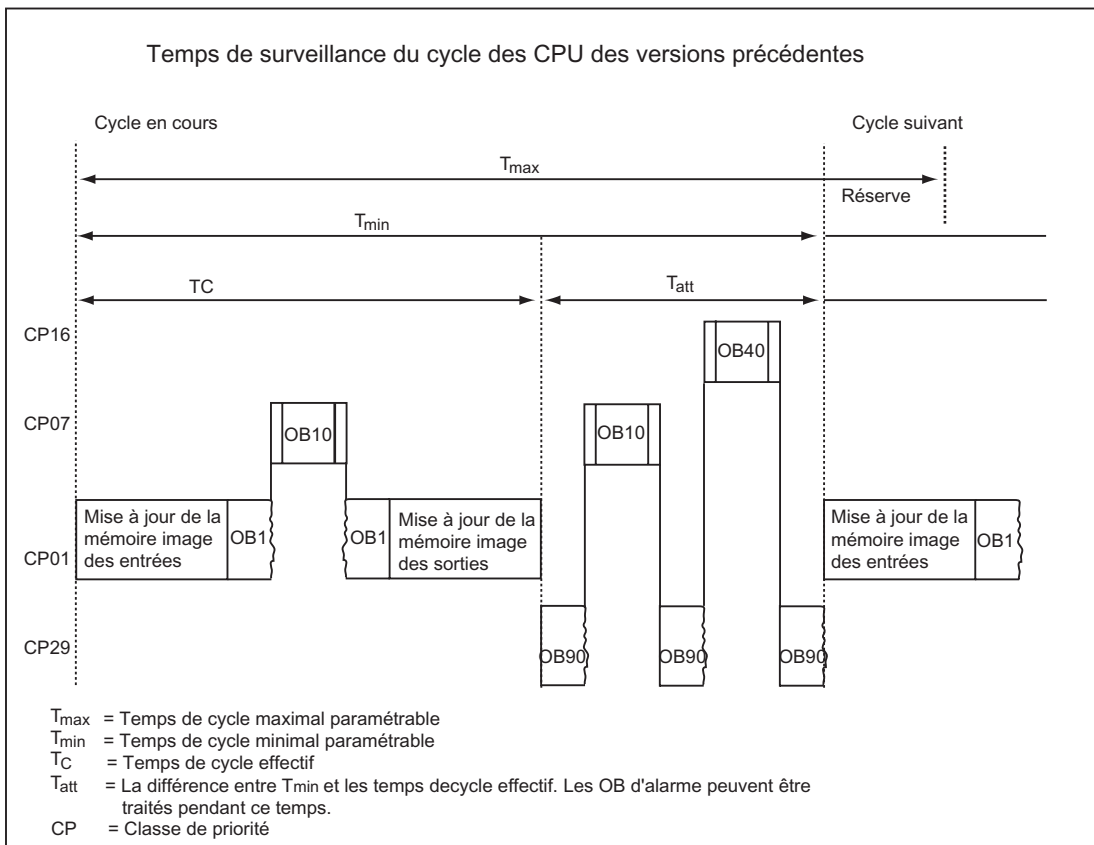 Temps de surveillance du cycle des CPU des versions précédentes
Cycle en cours
Cycle suivant
Tmax
Réserve
Tmin
TC
Tatt
CP16
OB40
CP07
OB10
OB10
CP01
Mise à jour de la
mémoire image
des entrées
OB1
OB1
Mise à jour de la
mémoire image
des sorties
Mise à jour de la
mémoire image
des entrées
OB1
CP29
OB90
OB90
OB90
Tmax = Temps de cycle maximal paramétrable
Tmin = Temps de cycle minimal paramétrable
TC = Temps de cycle effectif
Tatt = La différence entre Tmin et les temps decycle effectif. Les OB d'alarme peuvent être
traités pendant ce temps.
CP = Classe de priorité